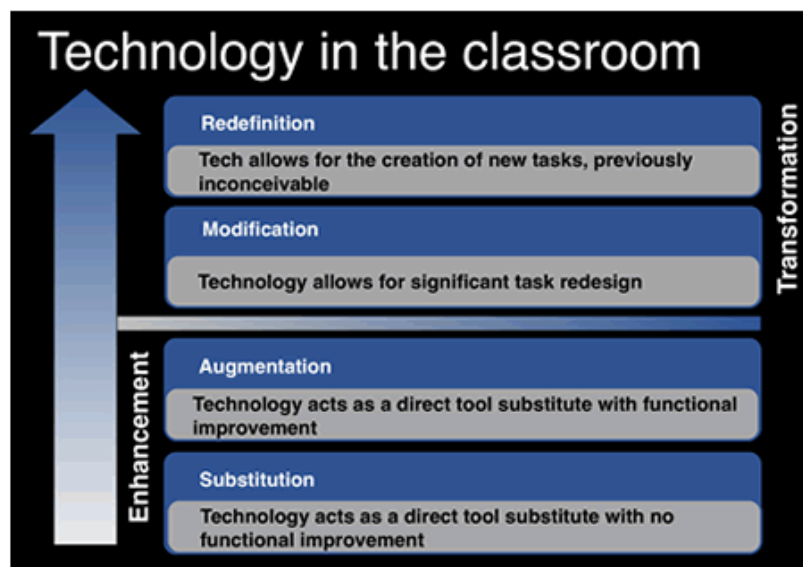 Technology in the classroom
Redefinition
Tech allows for the creation of new tasks, previously
inconceivable
Modification
Technology allows for significant task redesign
Transformation
Augmentation
Technology acts as a direct tool substitute with functional
improvement
Substitution
Technology acts as a direct tool substitute with no
functional improvement
Enhancement